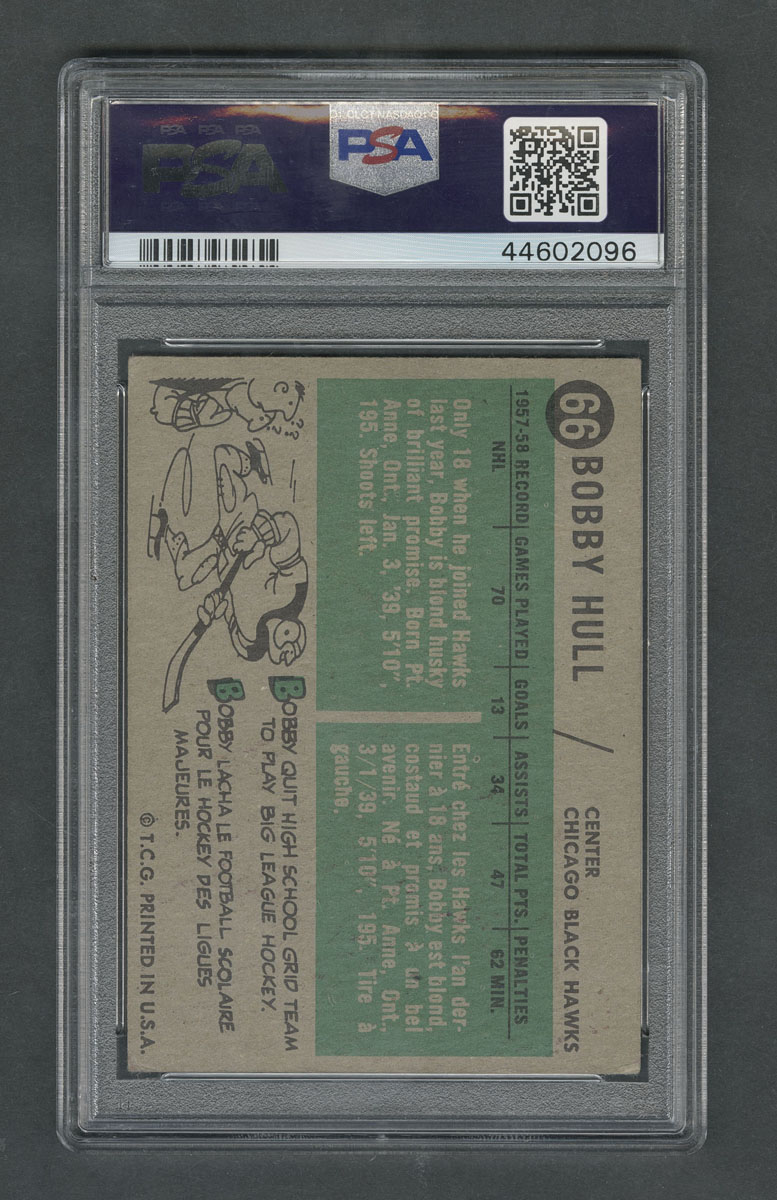 PSA PSA PSA
PSA
PSA
44602096
66 BOBBY HULL
CENTER
CHICAGO BLACK HAWKS
1957-58 RECORD GAMES PLAYED GOALS ASSISTS TOTAL PTS. PENALTIES
NHL 70 13 34 47 62 MIN.
Only 18 when he joined Hawks
last year, Bobby is blond husky
of brilliant promise. Born Pt.
Anne, Ont., Jan. 3, '39, 5'10",
195. Shoots left.
Entré chez les Hawks l'an der-
nier à 18 ans, Bobby est blond,
costaud et promis à un bel
avenir. Né à Pt. Anne, Ont.,
3/1/39, 5'10", 195. Tire à
gauche.
BOBBY QUIT HIGH SCHOOL GRID TEAM
TO PLAY BIG LEAGUE HOCKEY.
BOBBY LACHA LE FOOTBALL SCOLAIRE
POUR LE HOCKEY DES LIGUES
MAJEURES.
© T.C.G. PRINTED IN U.S.A.